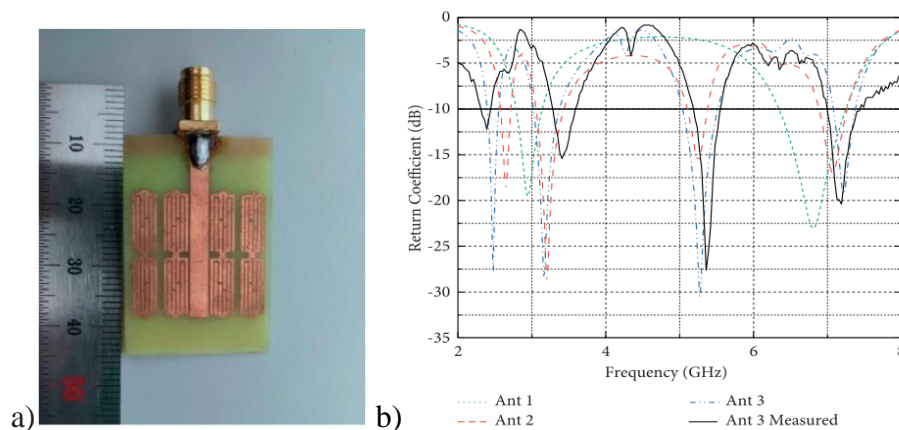 a)
10
20
30
40
b)
0
-5
-10
-15
-20
-25
-30
-35
Return Coefficient (dB)
2
4
6
8
Frequency (GHz)
Ant 1
Ant 3
Ant 2
Ant 3 Measured